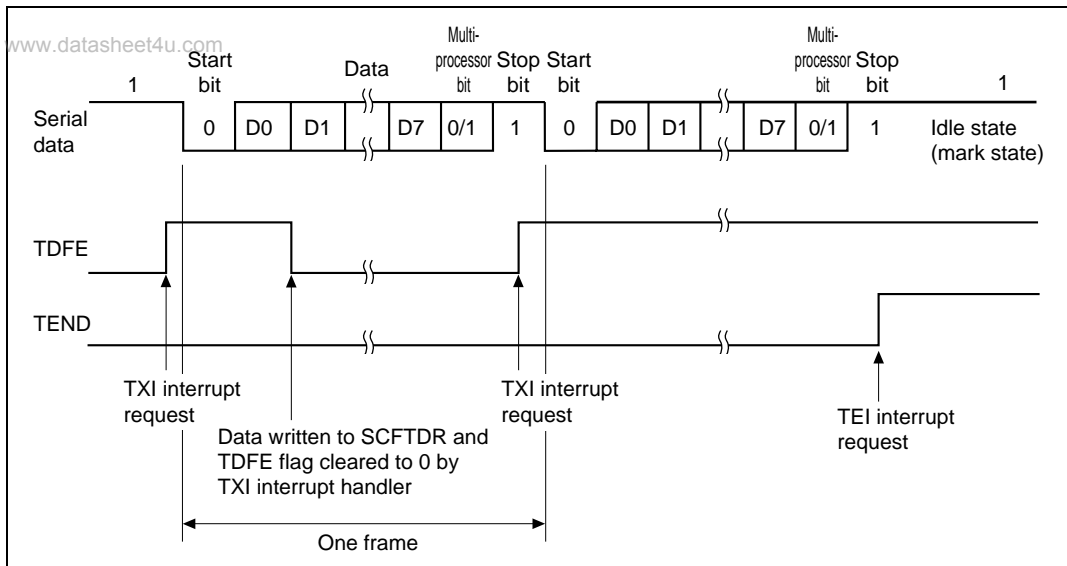 www.datasheet4u.com
1
Start
bit
Data
Multi-
processor
bit
Stop
bit
Start
bit
Multi-
processor
bit
Stop
bit
1
Serial
data
0 D0 D1 D7 0/1 1 0 D0 D1 D7 0/1 1
Idle state
(mark state)
TDFE
TEND
TXI interrupt
request
Data written to SCFTDR and
TDFE flag cleared to 0 by
TXI interrupt handler
TXI interrupt
request
TEI interrupt
request
One frame